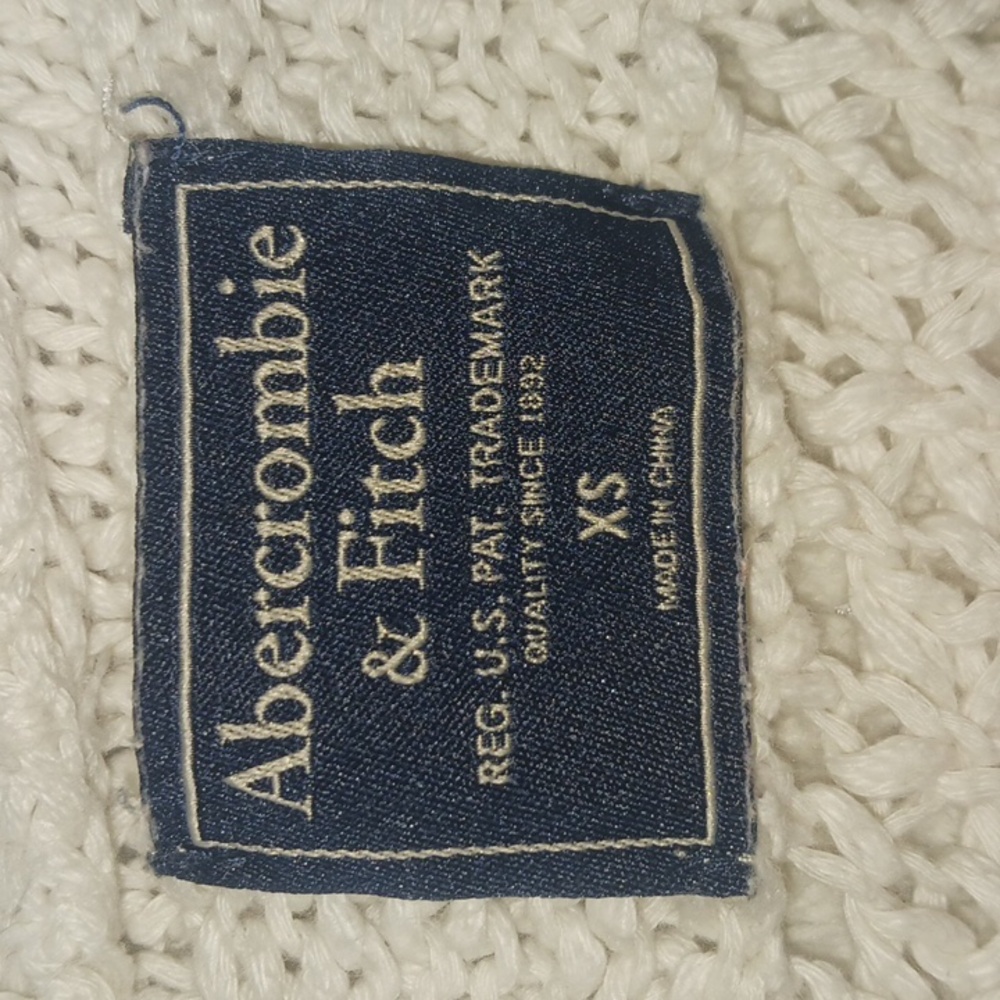 Abercrombie
& Fitch
REG. U.S. PAT. TRADEMARK
QUALITY SINCE 1892
XS
MADE IN CHINA